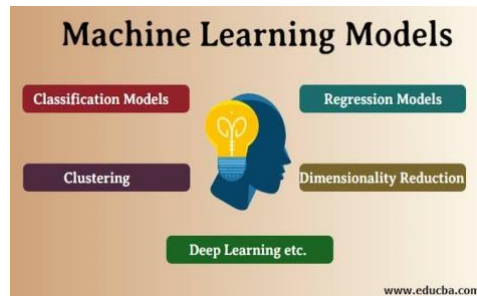 Machine Learning Models
Classification Models
Regression Models
Clustering
Dimensionality Reduction
Deep Learning etc.
www.educba.com